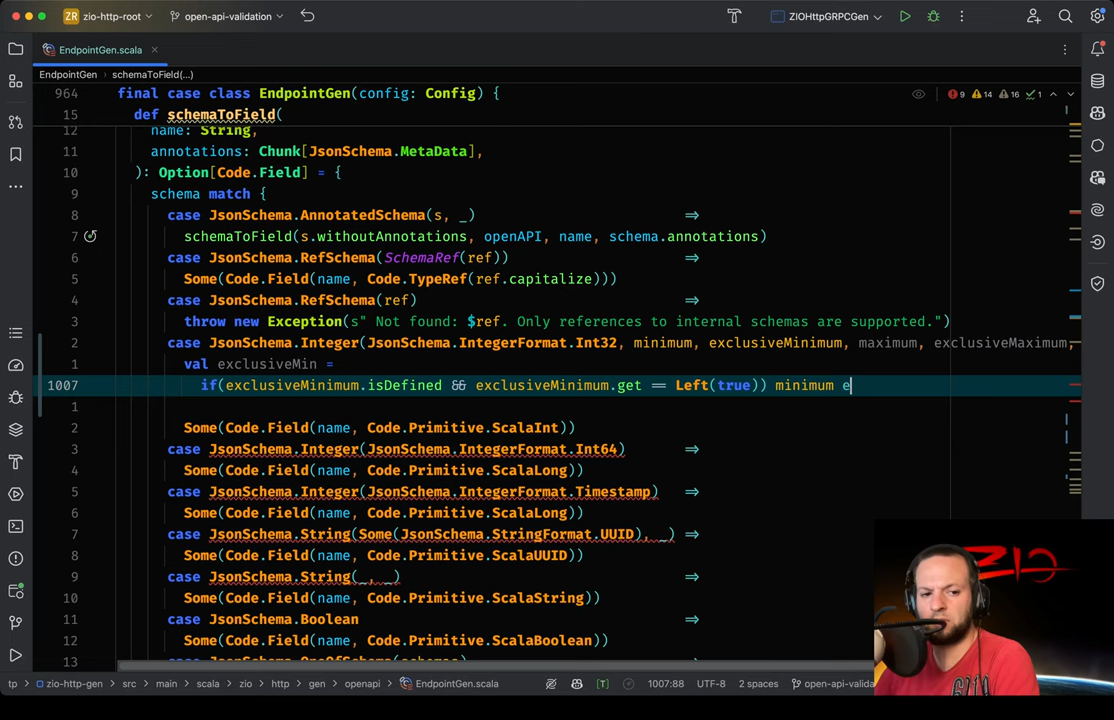 ZR zio-http-root open-api-validation ZIOHttpGRPCGen
EndpointGen.scala
EndpointGen schemaToField(...)
964 final case class EndpointGen(config: Config) { 9 14 16 1
15 def schemaToField(
12 name: String,
11 annotations: Chunk[JsonSchema.MetaData],
10 ): Option[Code.Field] = {
9 schema match {
8 case JsonSchema.AnnotatedSchema(s, _) ⇒
7 schemaToField(s.withoutAnnotations, openAPI, name, schema.annotations)
6 case JsonSchema.RefSchema(SchemaRef(ref)) ⇒
5 Some(Code.Field(name, Code.TypeRef(ref.capitalize)))
4 case JsonSchema.RefSchema(ref) ⇒
3 throw new Exception(s" Not found: $ref. Only references to internal schemas are supported.")
2 case JsonSchema.Integer(JsonSchema.IntegerFormat.Int32, minimum, exclusiveMinimum, maximum, exclusiveMaximum,
1 val exclusiveMin =
1007 if(exclusiveMinimum.isDefined && exclusiveMinimum.get == Left(true)) minimum e
1
2 Some(Code.Field(name, Code.Primitive.ScalaInt))
3 case JsonSchema.Integer(JsonSchema.IntegerFormat.Int64) ⇒
4 Some(Code.Field(name, Code.Primitive.ScalaLong))
5 case JsonSchema.Integer(JsonSchema.IntegerFormat.Timestamp) ⇒
6 Some(Code.Field(name, Code.Primitive.ScalaLong))
7 case JsonSchema.String(Some(JsonSchema.StringFormat.UUID), _) ⇒
8 Some(Code.Field(name, Code.Primitive.ScalaUUID))
9 case JsonSchema.String(_, _) ⇒
10 Some(Code.Field(name, Code.Primitive.ScalaString))
11 case JsonSchema.Boolean ⇒
12 Some(Code.Field(name, Code.Primitive.ScalaBoolean))
13
tp zio-http-gen src main scala zio http gen openapi EndpointGen.scala 1007:88 UTF-8 2 spaces open-api-valida